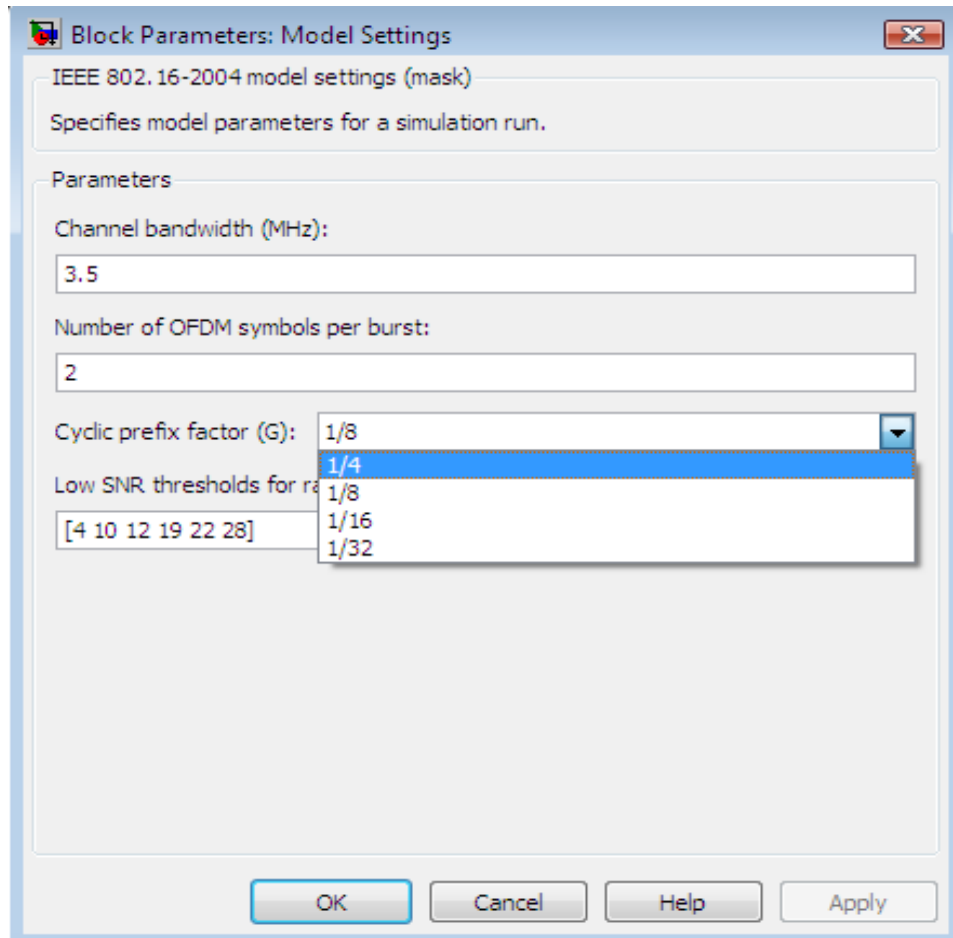 Block Parameters: Model Settings
IEEE 802.16-2004 model settings (mask)
Specifies model parameters for a simulation run.
Parameters
Channel bandwidth (MHz):
3.5
Number of OFDM symbols per burst:
2
Cyclic prefix factor (G): 1/8
1/4
Low SNR thresholds for
1/8
1/16
[4 10 12 19 22 28]
1/32
OK Cancel Help Apply